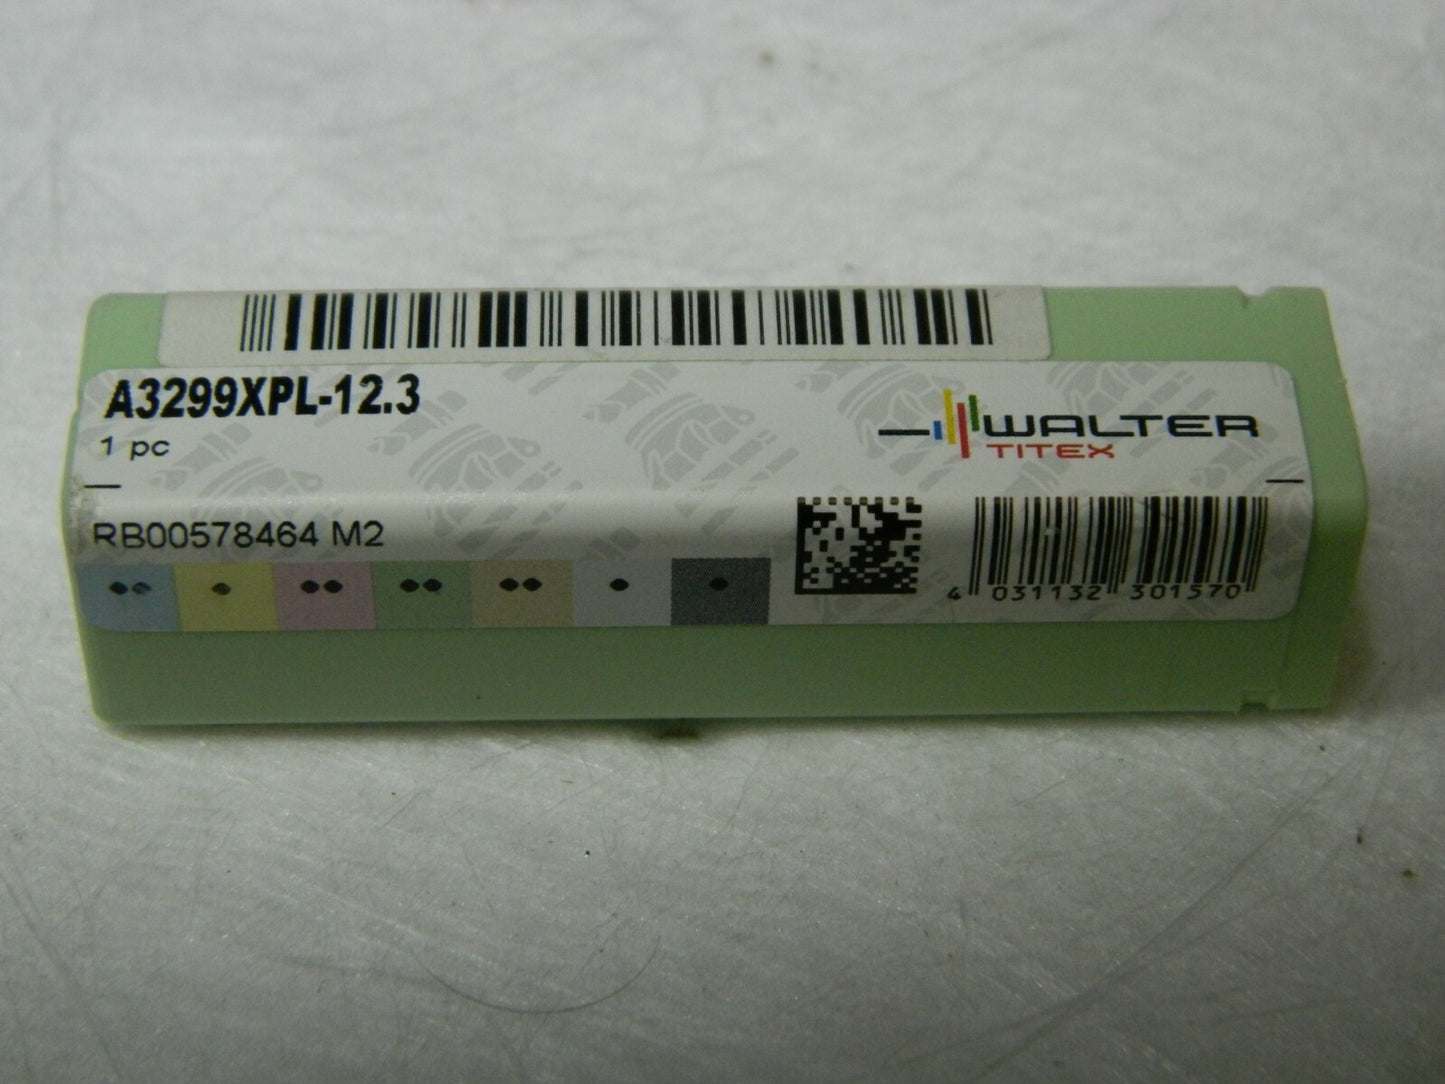 A3299XPL-12.3
1 pc
WALTER
TITEX
RB00578464 M2
4 031132 301570